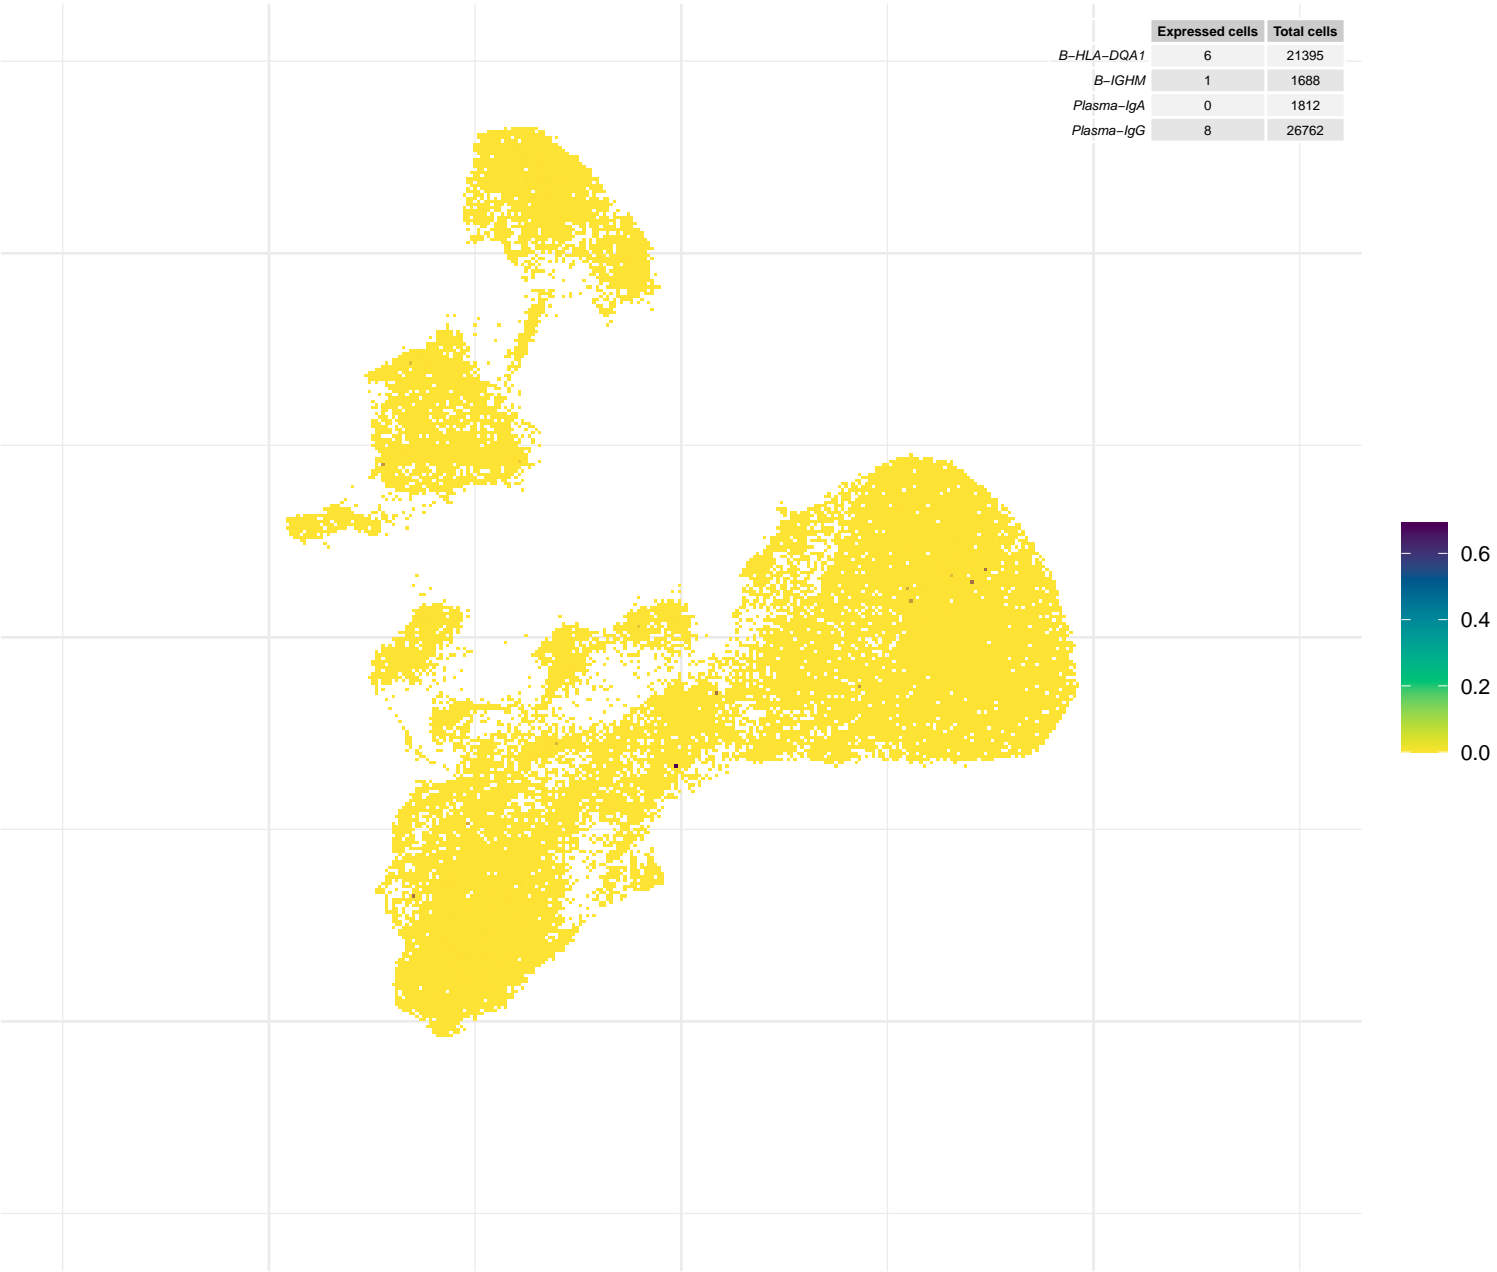 Expressed cells Total cells
B−HLA−DQA1 6 21395
B−IGHM 1 1688
Plasma−IgA 0 1812
Plasma−IgG 8 26762
0.6
0.4
0.2
0.0